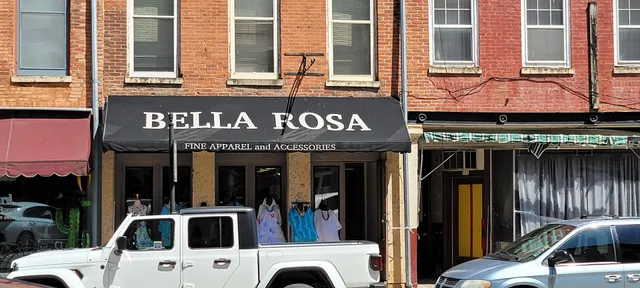 BELLA ROSA
FINE APPAREL and ACCESSORIES